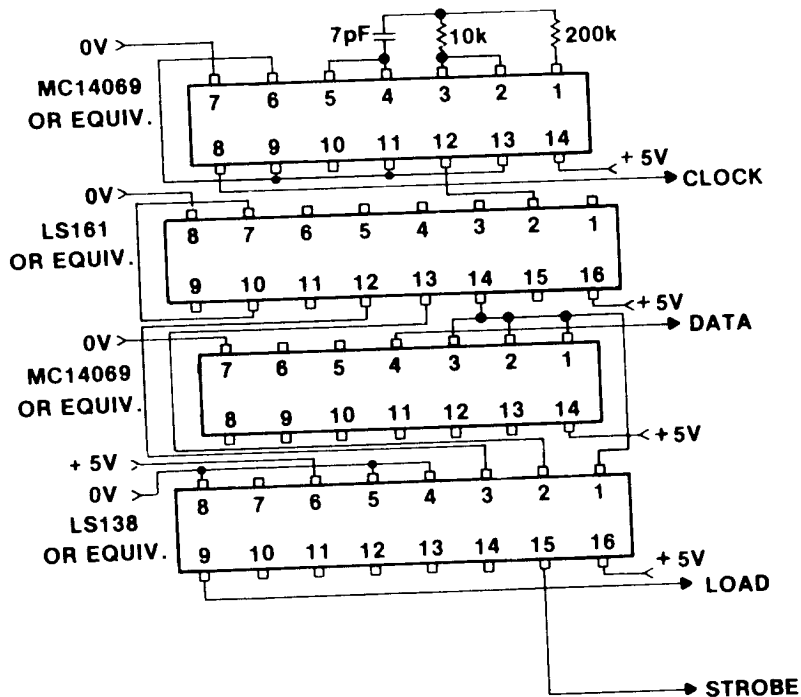 7pF 10k 200k
0V
MC14069
OR EQUIV.
7 6 5 4 3 2 1
8 9 10 11 12 13 14
+ 5V
CLOCK
0V
LS161
OR EQUIV.
8 7 6 5 4 3 2 1
9 10 11 12 13 14 15 16
+ 5V
DATA
0V
MC14069
OR EQUIV.
7 6 5 4 3 2 1
8 9 10 11 12 13 14
+ 5V
+ 5V
0V
LS138
OR EQUIV.
8 7 6 5 4 3 2 1
9 10 11 12 13 14 15 16
+ 5V
LOAD
STROBE